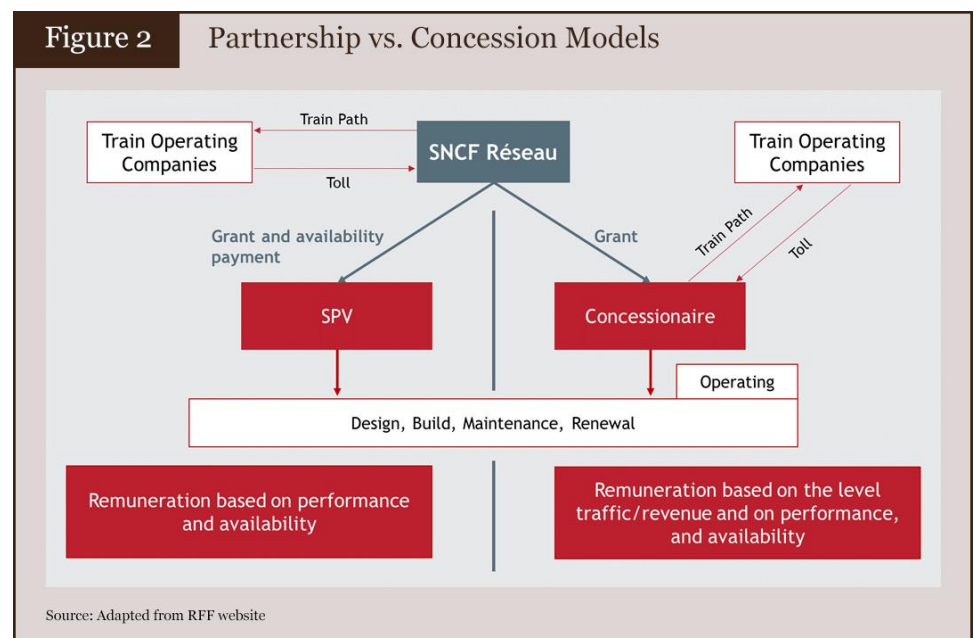 Figure 2
Partnership vs. Concession Models
Train Operating
Companies
Train Path
Toll
SNCF Réseau
Train Operating
Companies
Train Path
Toll
Grant and availability
payment
Grant
SPV
Concessionaire
Operating
Design, Build, Maintenance, Renewal
Remuneration based on performance
and availability
Remuneration based on the level
traffic/revenue and on performance,
and availability
Source: Adapted from RFF website